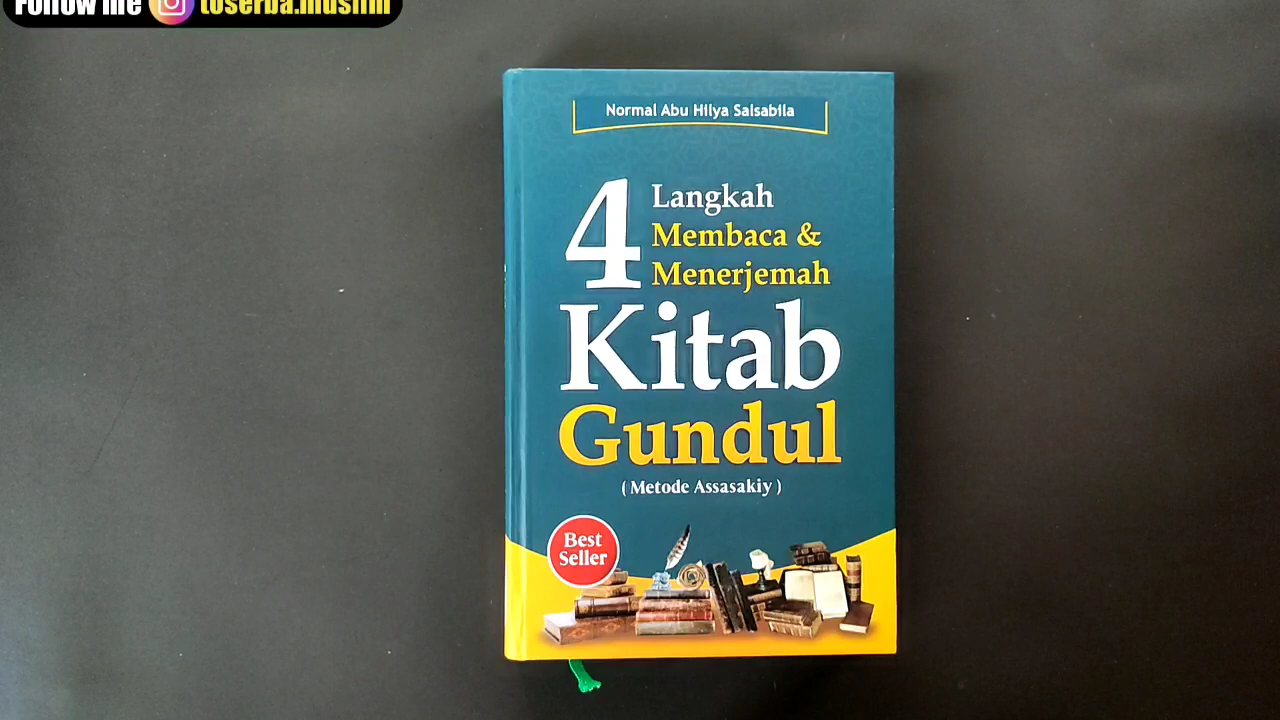 Follow me toserba.muslim
Normal Abu Hilya Salsabila
4 Langkah
Membaca &
Menerjemah
Kitab
Gundul
( Metode Assasakiy )
Best
Seller